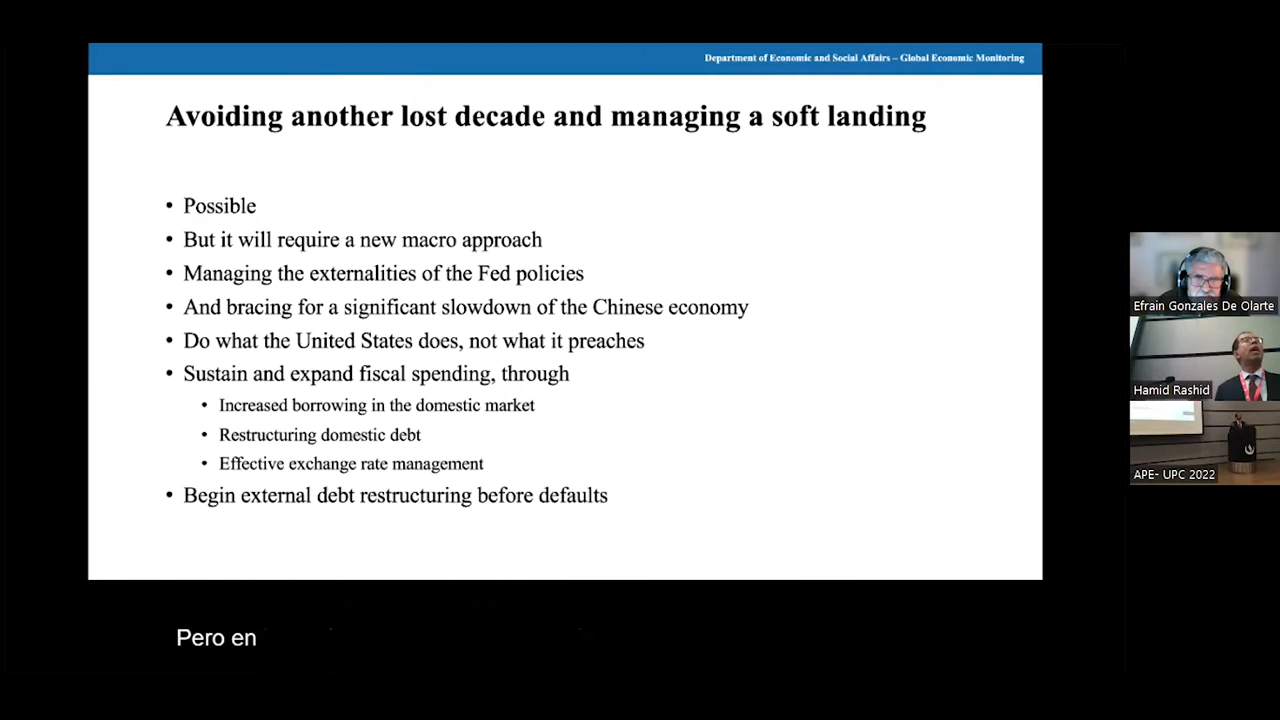 Department of Economic and Social Affairs – Global Economic Monitoring
Avoiding another lost decade and managing a soft landing
• Possible
• But it will require a new macro approach
• Managing the externalities of the Fed policies
• And bracing for a significant slowdown of the Chinese economy
• Do what the United States does, not what it preaches
• Sustain and expand fiscal spending, through
• Increased borrowing in the domestic market
• Restructuring domestic debt
• Effective exchange rate management
• Begin external debt restructuring before defaults
Efrain Gonzales De Olarte
Hamid Rashid
APE- UPC 2022
Pero en